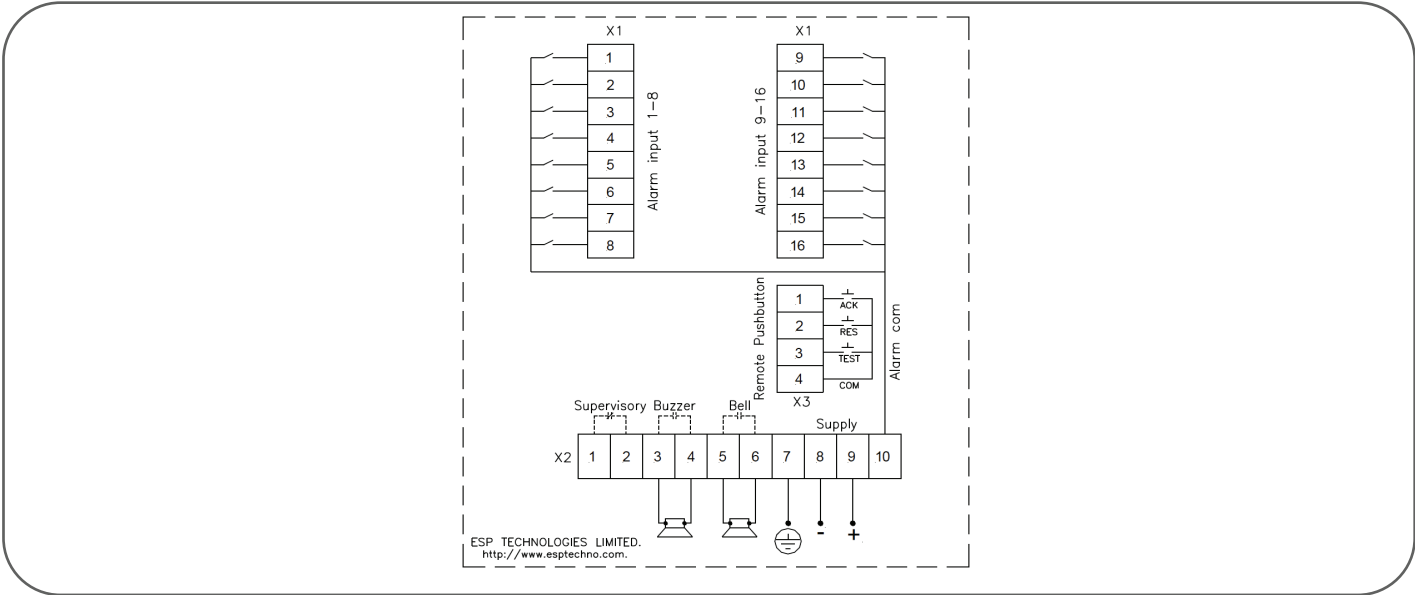 X1
1
2
3
4
5
6
7
8
Alarm input 1-8
X1
9
10
11
12
13
14
15
16
Alarm input 9-16
Remote Pushbutton
1
2
3
4
ACK
RES
TEST
COM
X3
Alarm com
Supervisory Buzzer Bell
Supply
X2 1 2 3 4 5 6 7 8 9 10
- +
ESP TECHNOLOGIES LIMITED.
http://www.esptechno.com.